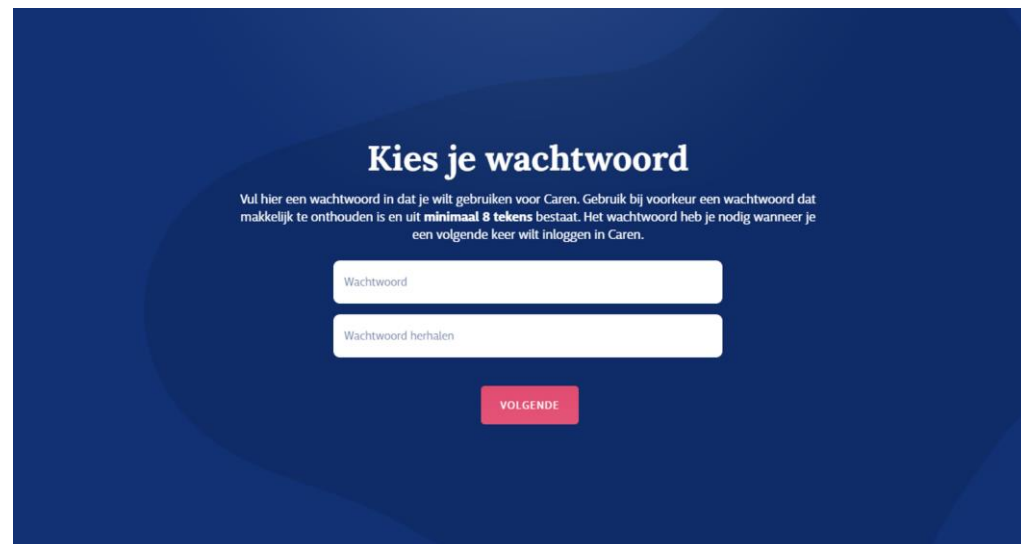 Kies je wachtwoord
Vul hier een wachtwoord in dat je wilt gebruiken voor Caren. Gebruik bij voorkeur een wachtwoord dat
makkelijk te onthouden is en uit minimaal 8 tekens bestaat. Het wachtwoord heb je nodig wanneer je
een volgende keer wilt inloggen in Caren.
Wachtwoord
Wachtwoord herhalen
VOLGENDE